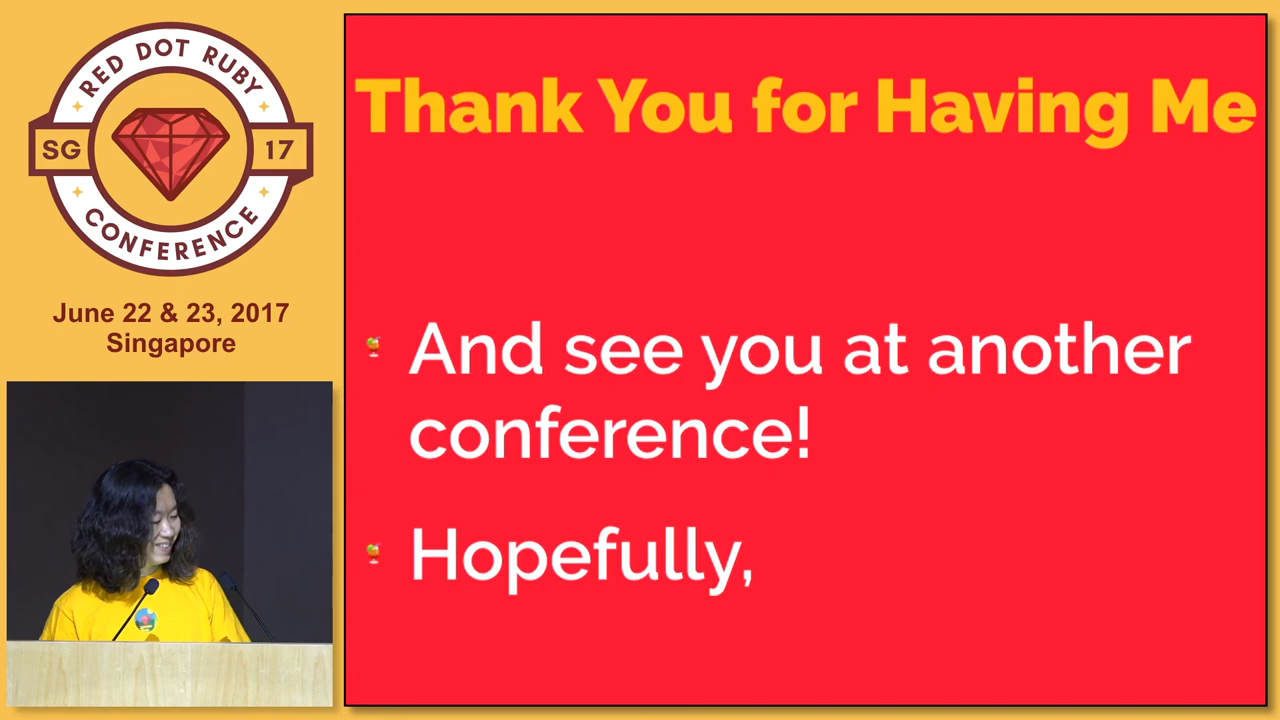 RED DOT RUBY
SG 17
CONFERENCE
June 22 & 23, 2017
Singapore
Thank You for Having Me
And see you at another
conference!
Hopefully,